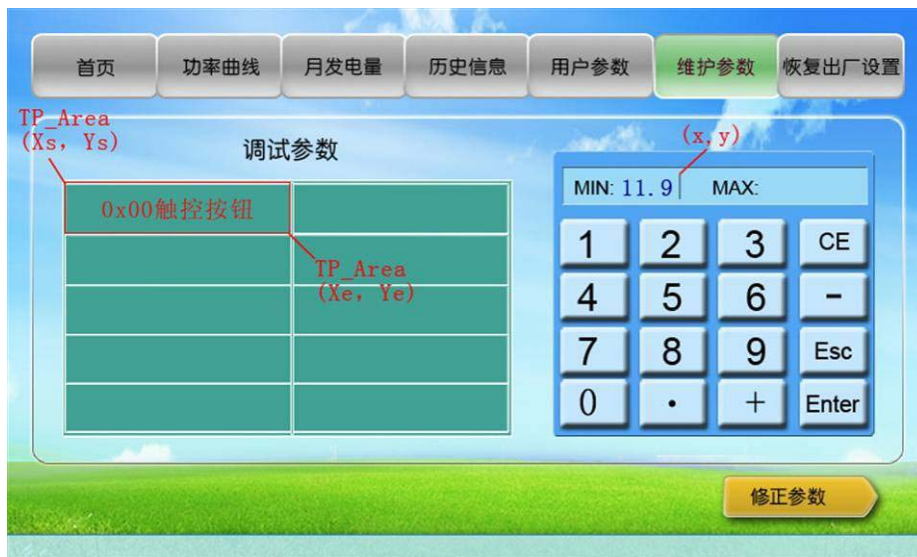 首页 功率曲线 月发电量 历史信息 用户参数 维护参数 恢复出厂设置
TP_Area
(Xs, Ys)
调试参数
(x,y)
MIN: 11.9 MAX:
0x00触控按钮
TP_Area
(Xe, Ye)
1 2 3 CE
4 5 6 -
7 8 9 Esc
0 · + Enter
修正参数